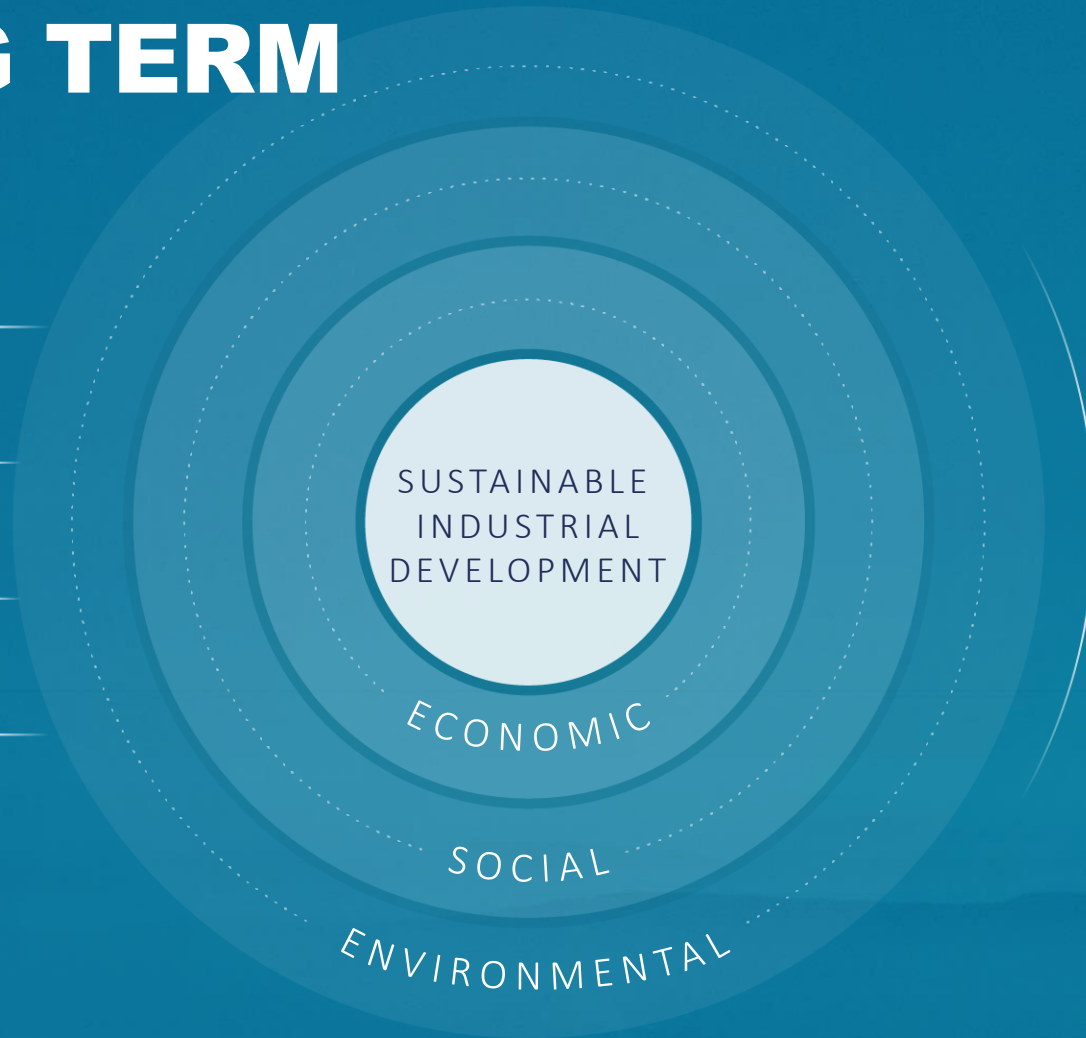 G TERM
SUSTAINABLE
INDUSTRIAL
DEVELOPMENT
ECONOMIC
SOCIAL
ENVIRONMENTAL